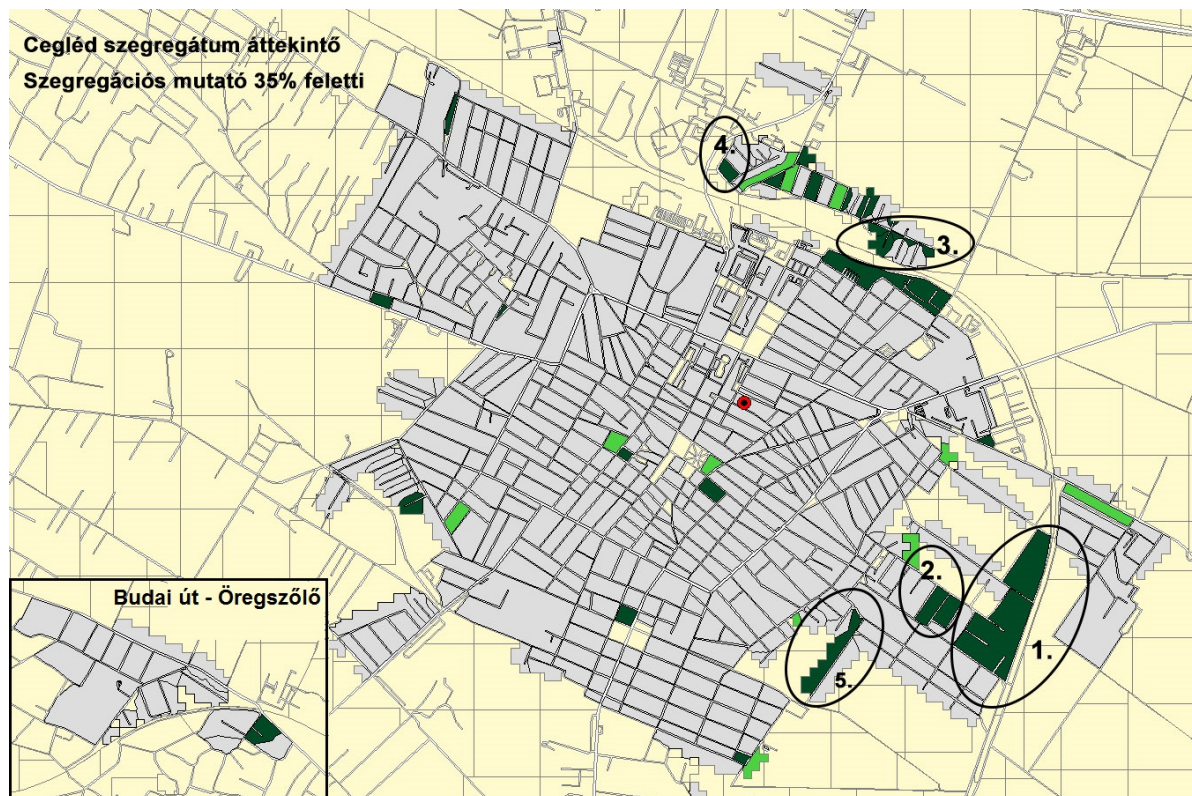 Cegléd szegregátum áttekintő
Szegregációs mutató 35% feletti
4.
3.
2.
1.
5.
Budai út - Öregszőlő